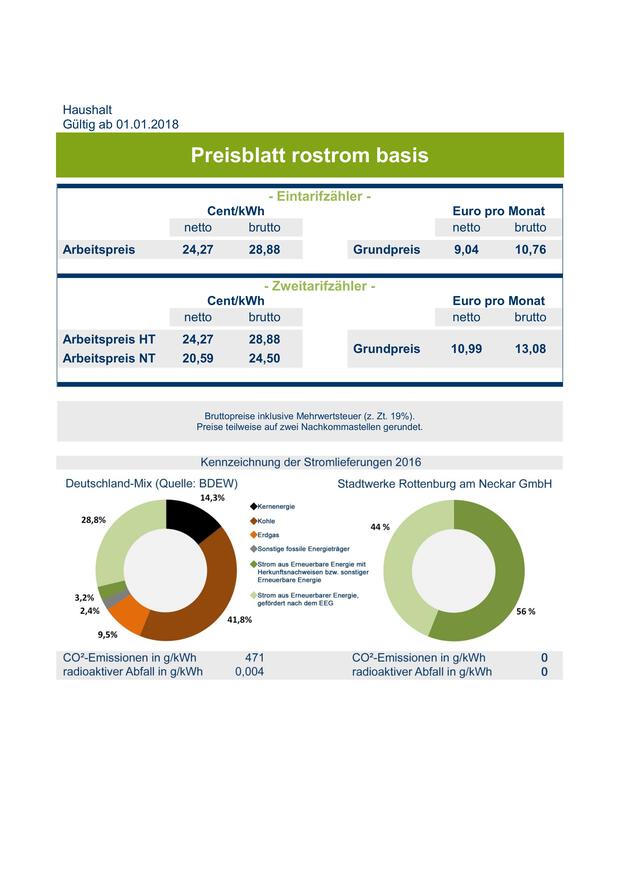 Haushalt
Gültig ab 01.01.2018
Preisblatt rostrom basis
- Eintarifzähler -
Cent/kWh Euro pro Monat
netto brutto netto brutto
Arbeitspreis 24,27 28,88 Grundpreis 9,04 10,76
- Zweitarifzähler -
Cent/kWh Euro pro Monat
netto brutto netto brutto
Arbeitspreis HT 24,27 28,88
Grundpreis 10,99 13,08
Arbeitspreis NT 20,59 24,50
Bruttopreise inklusive Mehrwertsteuer (z. Zt. 19%).
Preise teilweise auf zwei Nachkommastellen gerundet.
Kennzeichnung der Stromlieferungen 2016
Deutschland-Mix (Quelle: BDEW)
14,3%
28,8%
3,2%
2,4%
9,5%
41,8%
Kernenergie
Kohle
Erdgas
Sonstige fossile Energieträger
Strom aus Erneuerbare Energie mit
Herkunftsnachweisen bzw. sonstiger
Erneuerbare Energie
Strom aus Erneuerbarer Energie,
gefördert nach dem EEG
Stadtwerke Rottenburg am Neckar GmbH
44 %
56 %
CO²-Emissionen in g/kWh 471
radioaktiver Abfall in g/kWh 0,004
CO²-Emissionen in g/kWh 0
radioaktiver Abfall in g/kWh 0